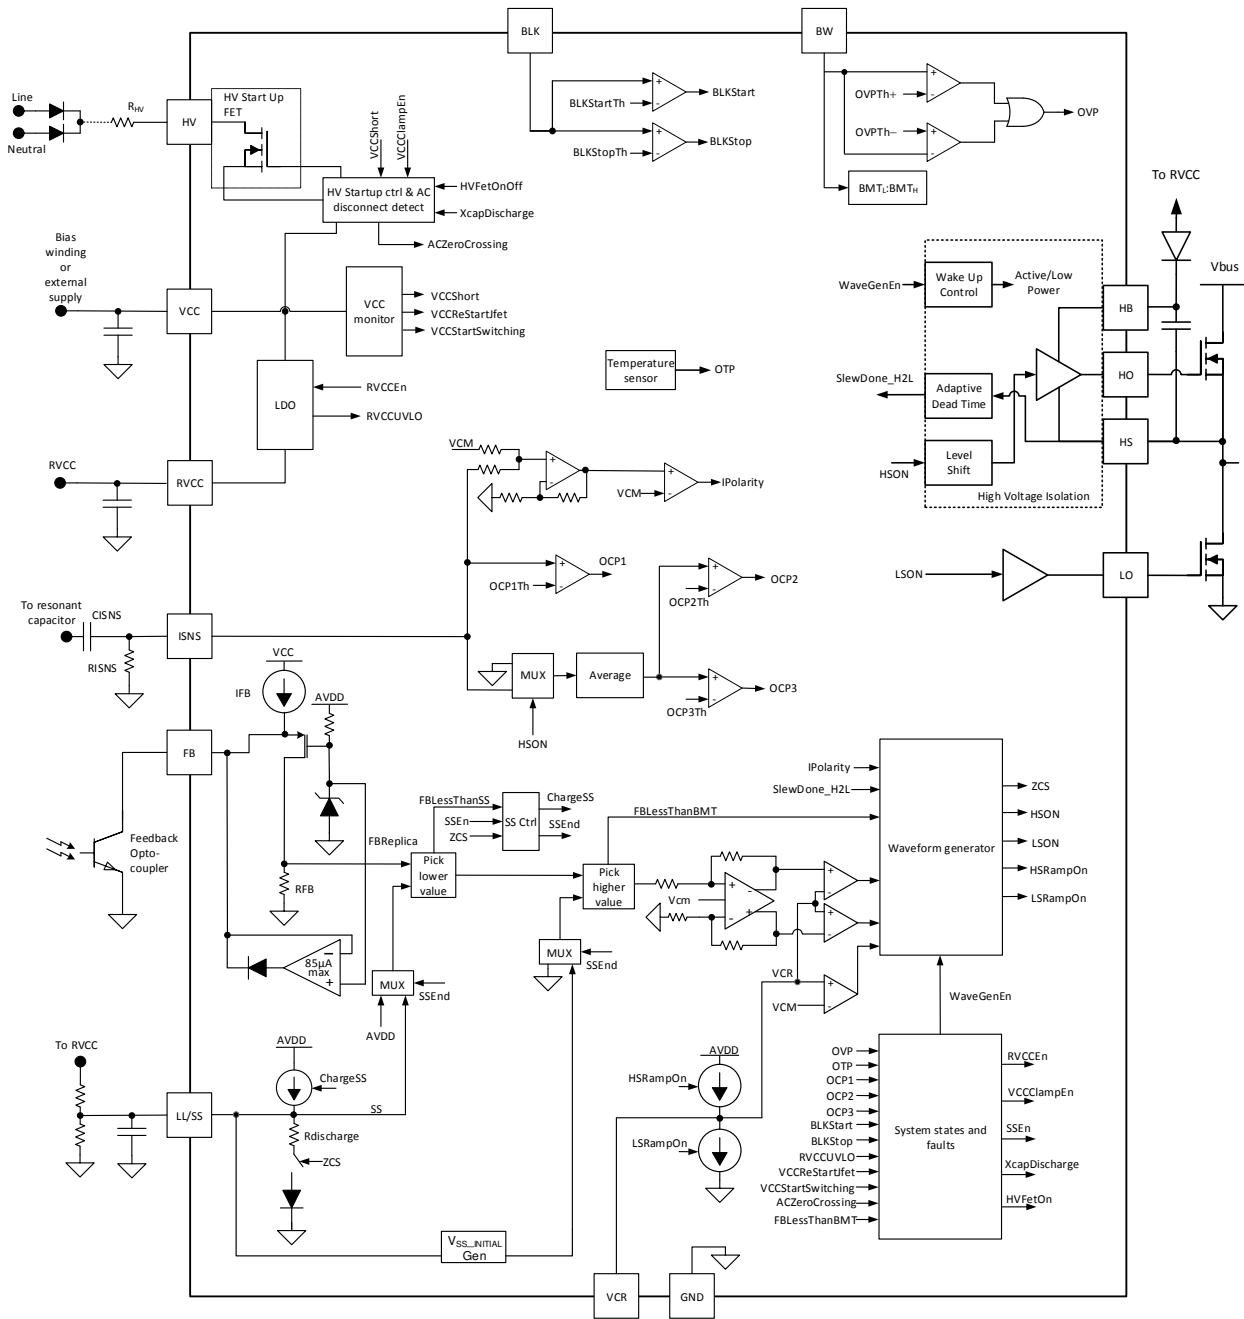 BLK
BW
Line
Neutral
R_HV
HV
HV Start Up
FET
VCCShort
VCCClampEn
HV Startup ctrl & AC
disconnect detect
HVFetOnOff
XcapDischarge
ACZeroCrossing
BLKStartTh
BLKStart
BLKStopTh
BLKStop
OVPTh+
OVPTh−
OVP
BMT_L:BMT_H
To RVCC
Vbus
Bias
winding
or
external
supply
VCC
VCC
monitor
VCCShort
VCCReStartJfet
VCCStartSwitching
WaveGenEn
Wake Up
Control
Active/Low
Power
HB
HO
HS
SlewDone_H2L
Adaptive
Dead Time
HSON
Level
Shift
High Voltage Isolation
Temperature
sensor
OTP
LDO
RVCCEn
RVCCUVLO
RVCC
RVCC
VCM
VCM
IPolarity
OCP1Th
OCP1
OCP2Th
OCP2
LSON
LO
To resonant
capacitor
CISNS
RISNS
ISNS
MUX
HSON
Average
OCP3Th
OCP3
VCC
IFB
AVDD
FB
Feedback
Opto-
coupler
RFB
FBReplica
FBLessThanSS
SSEn
ZCS
SS Ctrl
ChargeSS
SSEnd
Pick
lower
value
FBLessThanBMT
Pick
higher
value
Vcm
IPolarity
SlewDone_H2L
Waveform generator
ZCS
HSON
LSON
HSRampOn
LSRampOn
85µA
max
MUX
SSEnd
AVDD
MUX
SSEnd
VCR
VCM
WaveGenEn
To RVCC
LL/SS
AVDD
ChargeSS
SS
Rdischarge
ZCS
V_SS_INITIAL
Gen
AVDD
HSRampOn
LSRampOn
OVP
OTP
OCP1
OCP2
OCP3
BLKStart
BLKStop
RVCCUVLO
VCCReStartJfet
VCCStartSwitching
ACZeroCrossing
FBLessThanBMT
System states and
faults
RVCCEn
VCCClampEn
SSEn
XcapDischarge
HVFetOn
VCR
GND